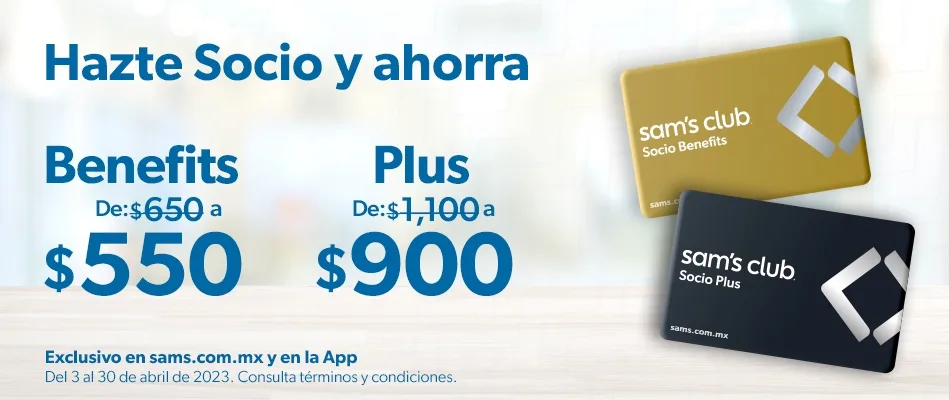 Hazte Socio y ahorra
Benefits
De: $650 a
$550
Plus
De: $1,100 a
$900
Exclusivo en sams.com.mx y en la App
Del 3 al 30 de abril de 2023. Consulta términos y condiciones.
sam's club
Socio Benefits
sams.c
sam's club
Socio Plus
sams.com.mx